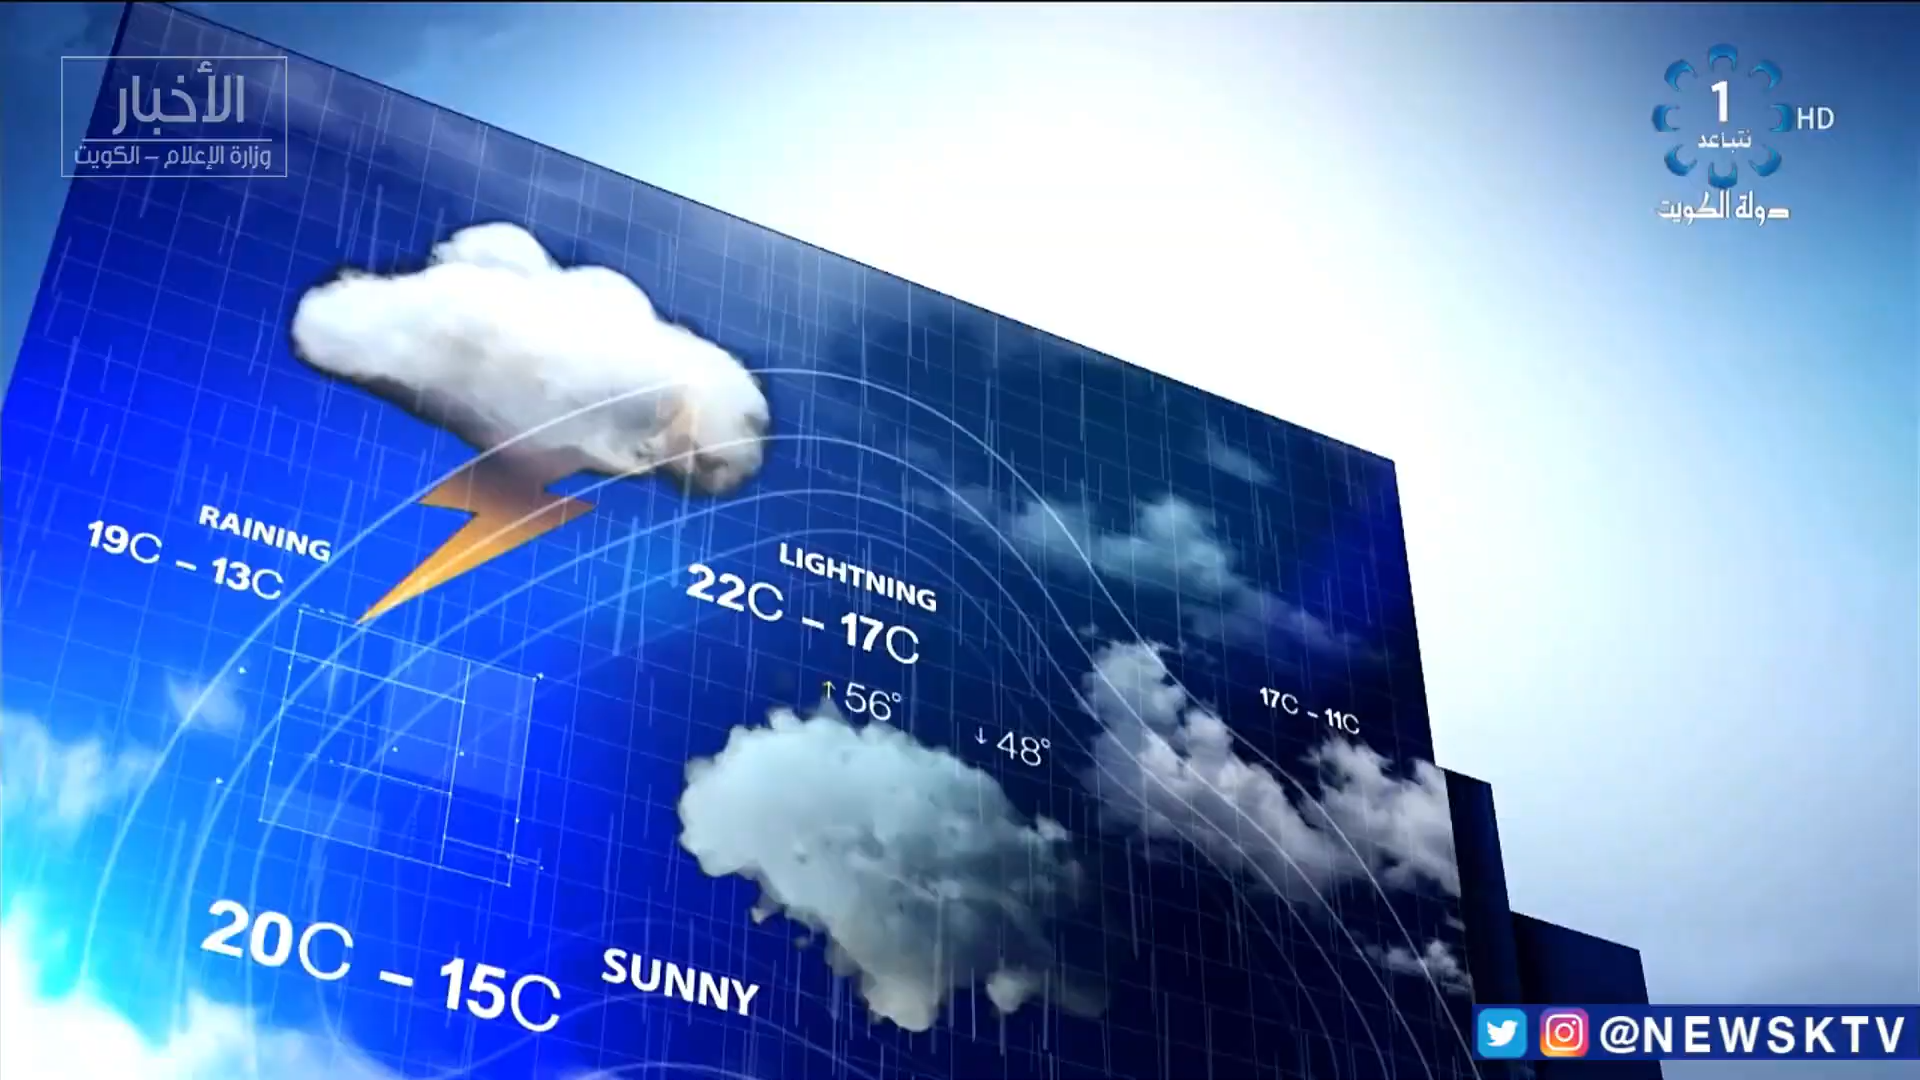 الأخبار
وزارة الإعلام – الكويت
1
نتباعد
HD
دولة الكويت
RAINING
19C – 13C
LIGHTNING
22C – 17C
↑56°
↓48°
17C – 11C
20C – 15C
SUNNY
@NEWSKTV